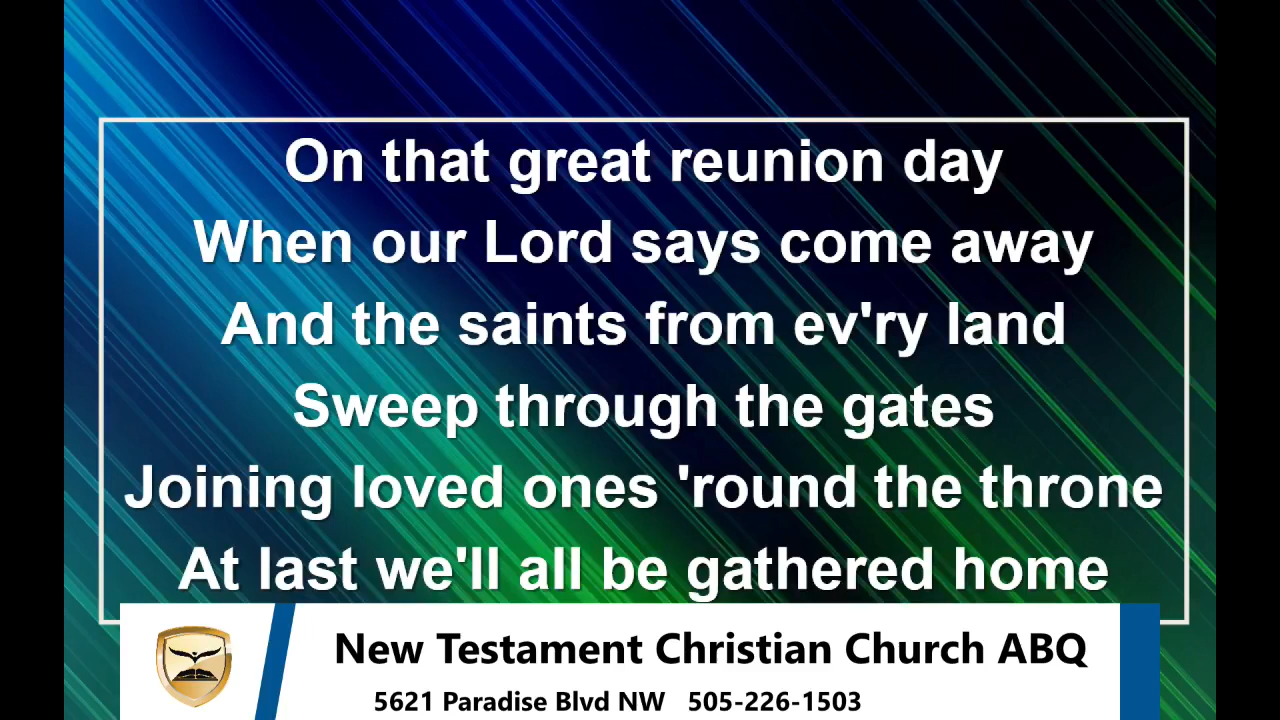 On that great reunion day
When our Lord says come away
And the saints from ev'ry land
Sweep through the gates
Joining loved ones 'round the throne
At last we'll all be gathered home
New Testament Christian Church ABQ
5621 Paradise Blvd NW 505-226-1503